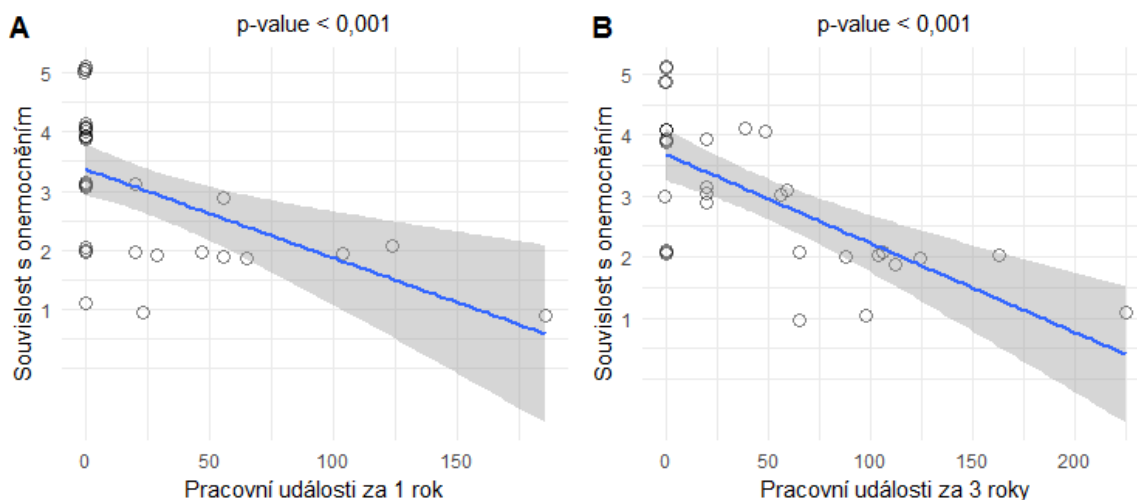 A
p-value < 0,001
Souvislost s onemocněním
5
4
3
2
1
0
50
100
150
Pracovní události za 1 rok
B
p-value < 0,001
Souvislost s onemocněním
5
4
3
2
1
0
50
100
150
200
Pracovní události za 3 roky